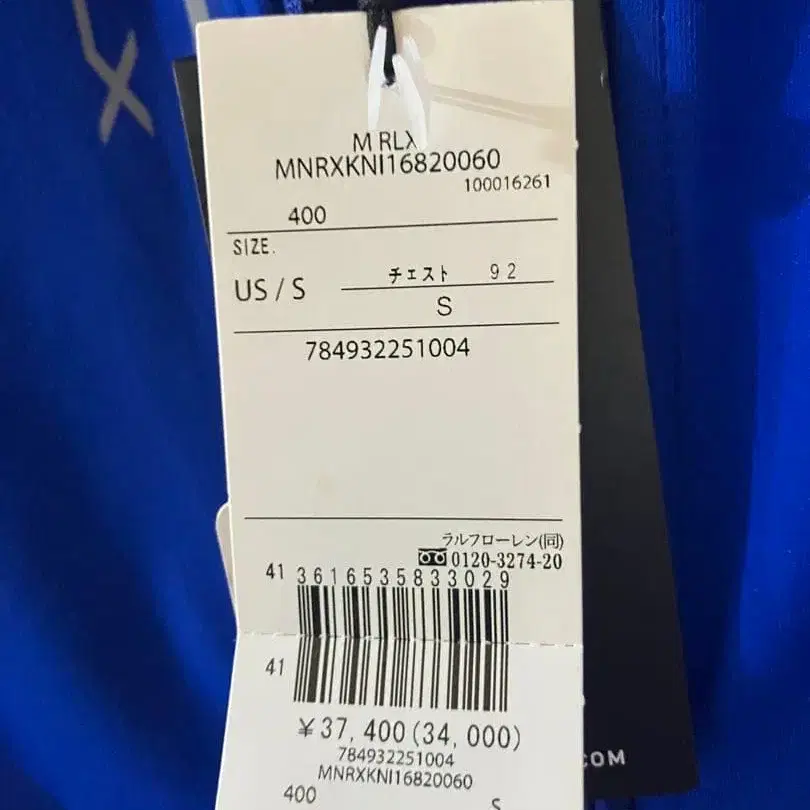 M RLX
MNRXKNI16820060
100016261
400
SIZE.
US / S
チェスト 92
S
784932251004
ラルフローレン(同)
0120-3274-20
41 3616535833029
41
¥37,400(34,000)
784932251004
MNRXKNI16820060
400 S
.COM